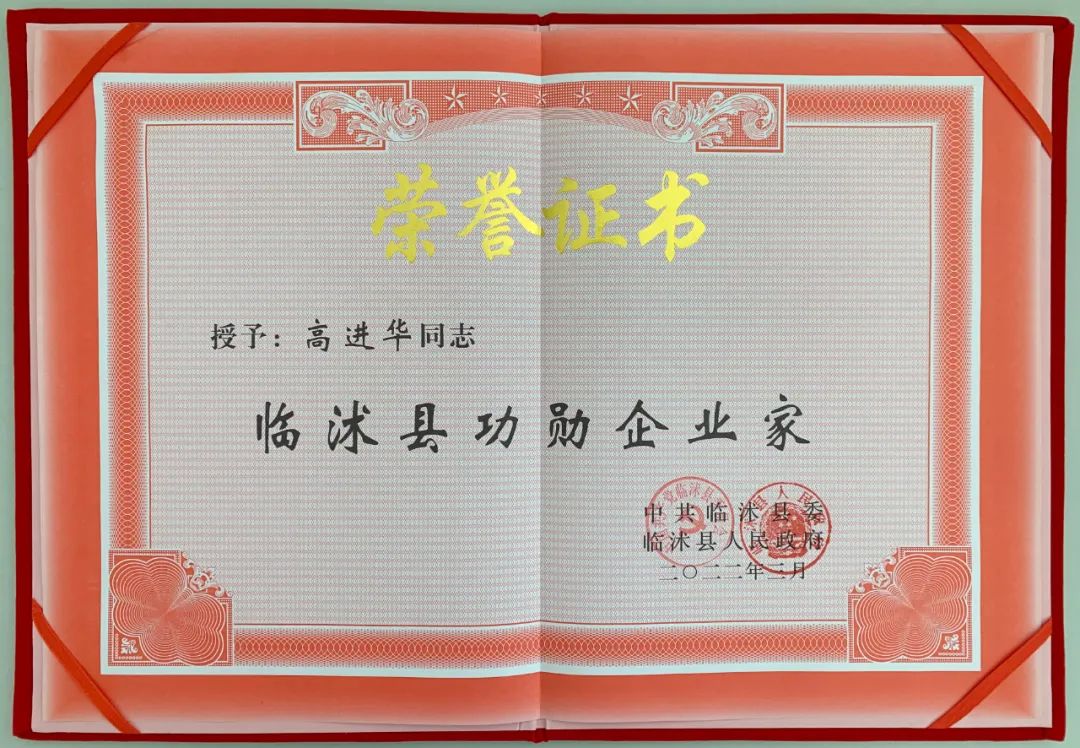 荣誉证书
授予：高进华同志
临沭县功勋企业家
中共临沭县委
临沭县人民政府
二〇二二年三月